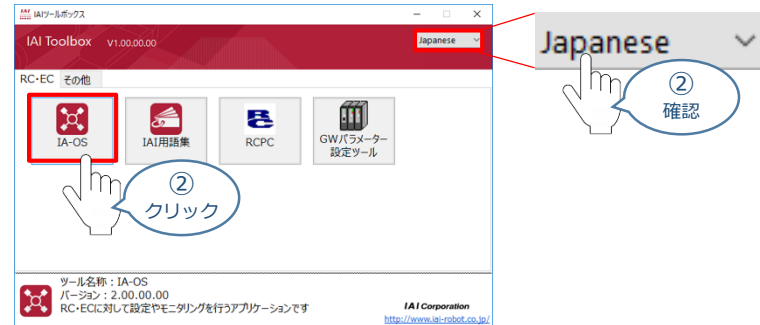 IAIツールボックス
IAI Toolbox V1.00.00.00
Japanese
RC・EC その他
IA-OS
IAI用語集
RCPC
GWパラメーター
設定ツール
②
クリック
Japanese
②
確認
ツール名称：IA-OS
バージョン：2.00.00.00
RC・ECに対して設定やモニタリングを行うアプリケーションです
IAI Corporation
http://www.iai-robot.co.jp/